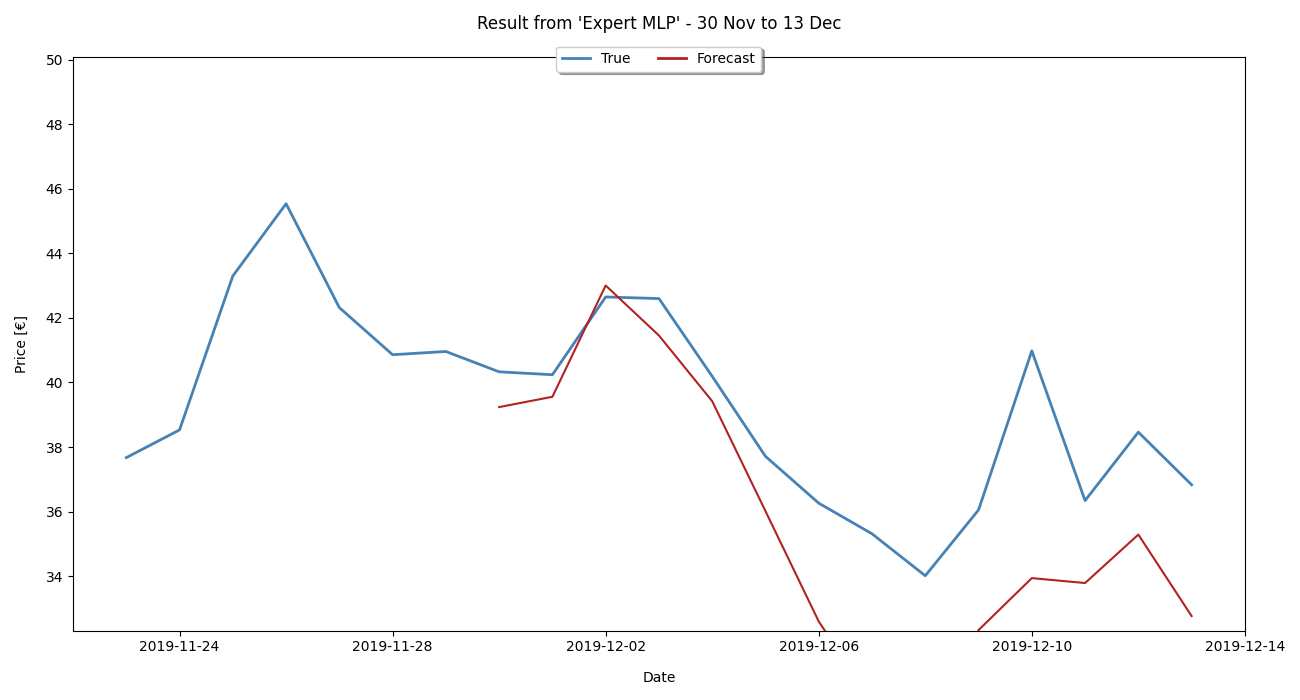 Result from 'Expert MLP' - 30 Nov to 13 Dec
True Forecast
50
48
46
44
42
40
38
36
34
Price [€]
2019-11-24 2019-11-28 2019-12-02 2019-12-06 2019-12-10 2019-12-14
Date